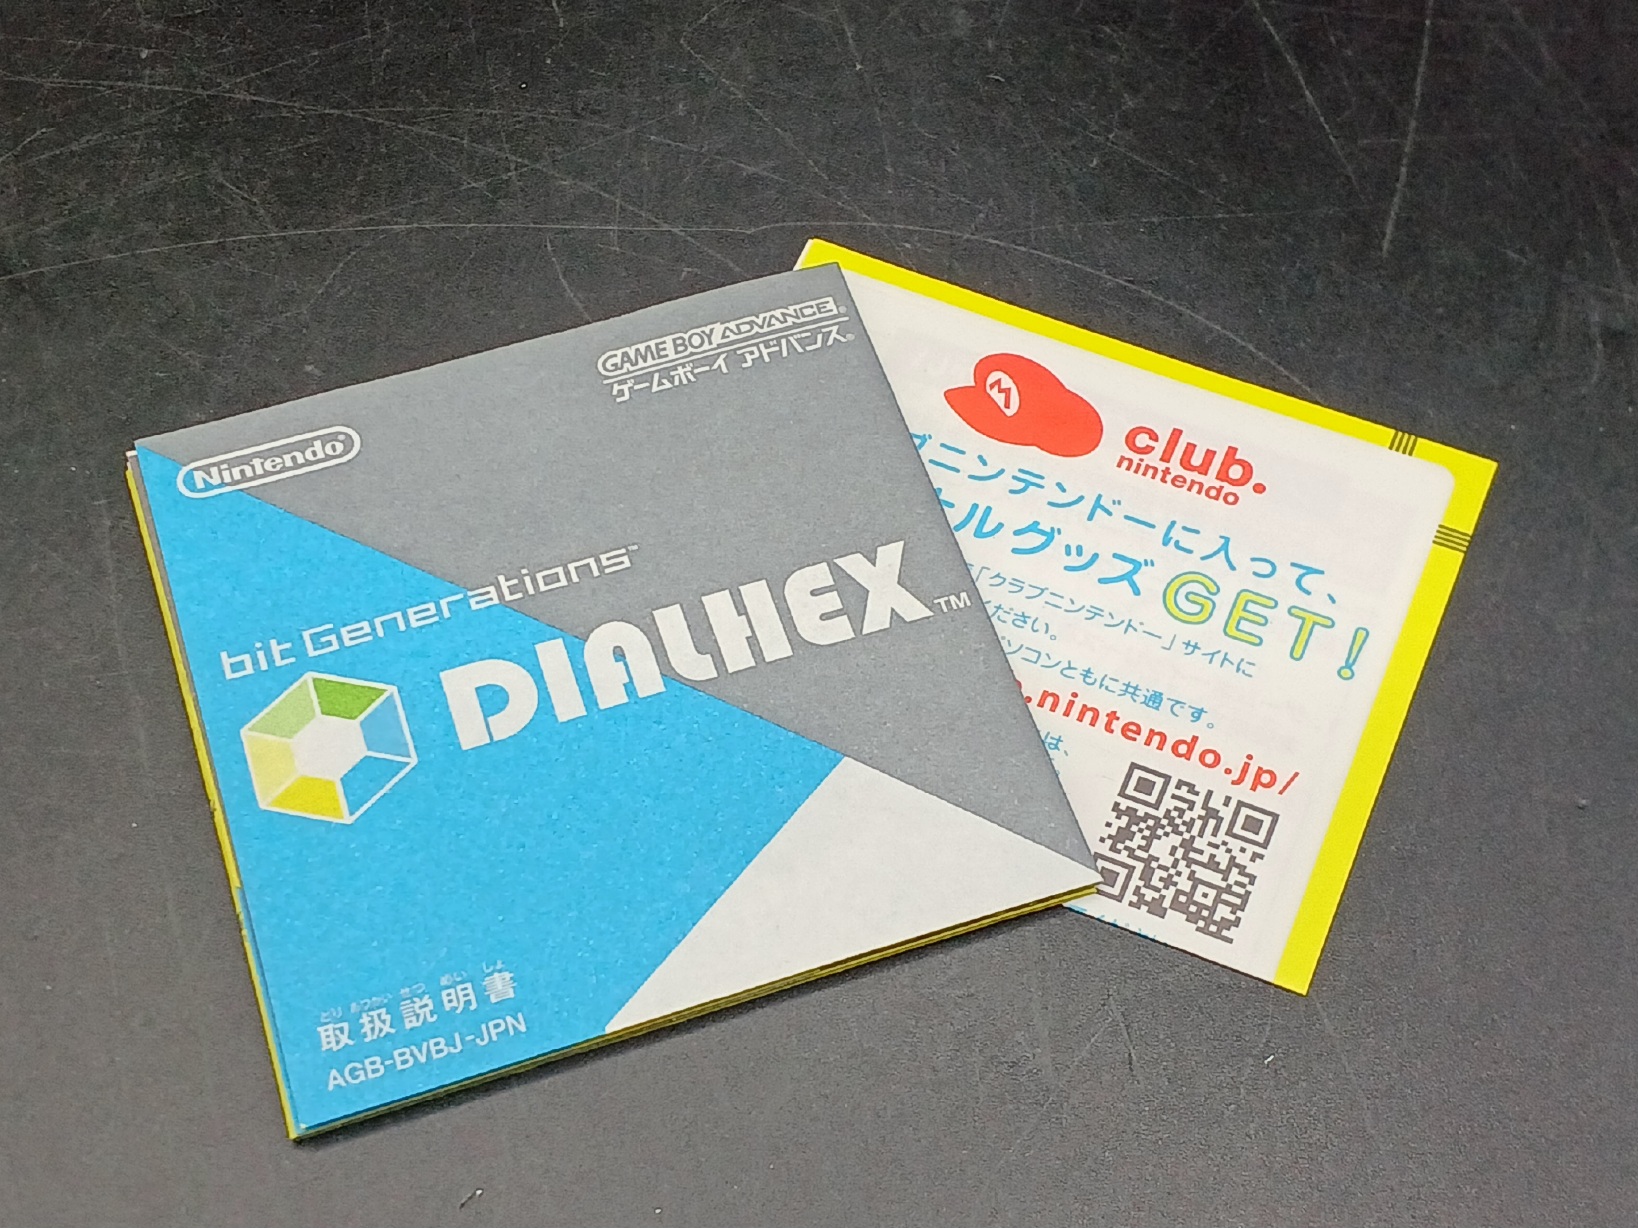 GAME BOY ADVANCE
ゲームボーイ アドバンス
Nintendo
bit Generations™
DIALHEX™
とりあつかいせつめいしょ
取扱説明書
AGB-BVBJ-JPN
M
club.
nintendo
ニンテンドーに入って、
ルグッズGET!
「クラブニンテンドー」サイトに
ください。
ソコンともに共通です。
.nintendo.jp/
は、